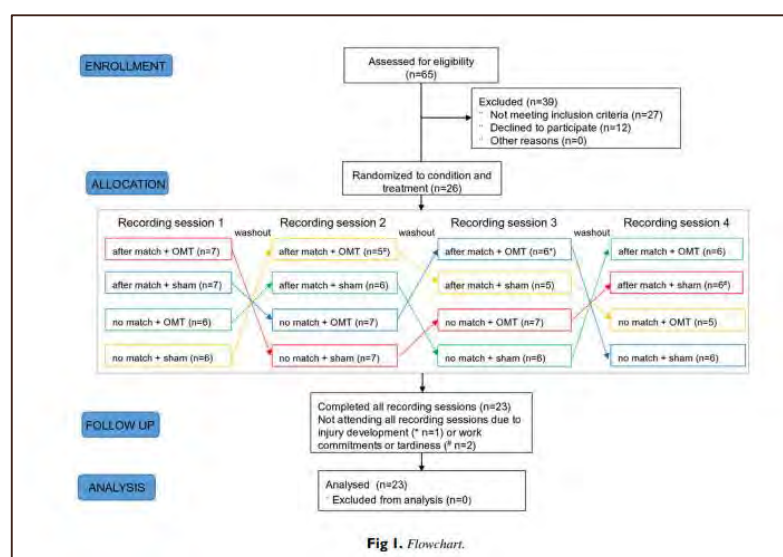 ENROLLMENT
Assessed for eligibility
(n=65)
Excluded (n=39)
¨ Not meeting inclusion criteria (n=27)
¨ Declined to participate (n=12)
¨ Other reasons (n=0)
ALLOCATION
Randomized to condition and
treatment (n=26)
Recording session 1
washout
Recording session 2
washout
Recording session 3
washout
Recording session 4
after match + OMT (n=7)
after match + OMT (n=5#)
after match + OMT (n=6*)
after match + OMT (n=6)
after match + sham (n=7)
after match + sham (n=6)
after match + sham (n=5)
after match + sham (n=6#)
no match + OMT (n=6)
no match + OMT (n=7)
no match + OMT (n=7)
no match + OMT (n=5)
no match + sham (n=6)
no match + sham (n=7)
no match + sham (n=6)
no match + sham (n=6)
FOLLOW UP
Completed all recording sessions (n=23)
Not attending all recording sessions due to
injury development (* n=1) or work
commitments or tardiness (# n=2)
ANALYSIS
Analysed (n=23)
¨ Excluded from analysis (n=0)
Fig 1. Flowchart.